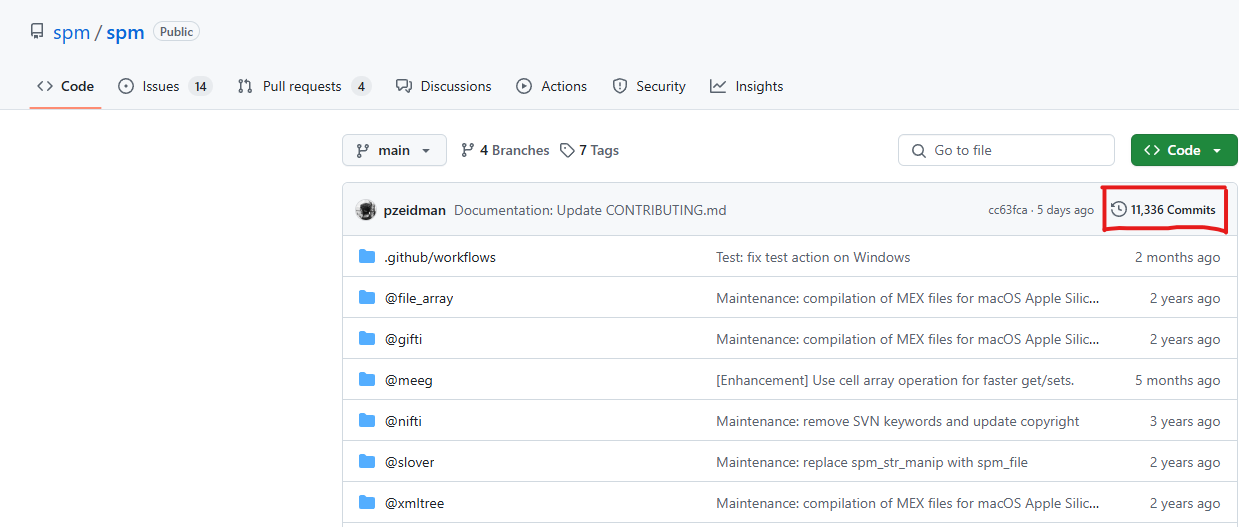 spm / spm Public
Code Issues 14 Pull requests 4 Discussions Actions Security Insights
main 4 Branches 7 Tags Go to file Code
pzeidman Documentation: Update CONTRIBUTING.md cc63fca · 5 days ago 11,336 Commits
.github/workflows Test: fix test action on Windows 2 months ago
@file_array Maintenance: compilation of MEX files for macOS Apple Silic... 2 years ago
@gifti Maintenance: compilation of MEX files for macOS Apple Silic... 2 years ago
@meeg [Enhancement] Use cell array operation for faster get/sets. 5 months ago
@nifti Maintenance: remove SVN keywords and update copyright 3 years ago
@slover Maintenance: replace spm_str_manip with spm_file 2 years ago
@xmltree Maintenance: compilation of MEX files for macOS Apple Silic... 2 years ago